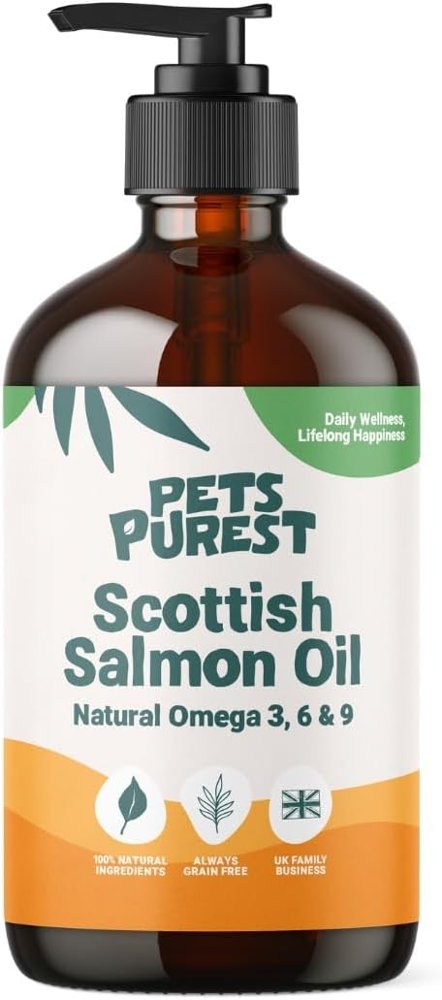 Daily Wellness,
Lifelong Happiness
PETS
PUREST
Scottish
Salmon Oil
Natural Omega 3, 6 & 9
100% NATURAL
INGREDIENTS
ALWAYS
GRAIN FREE
UK FAMILY
BUSINESS